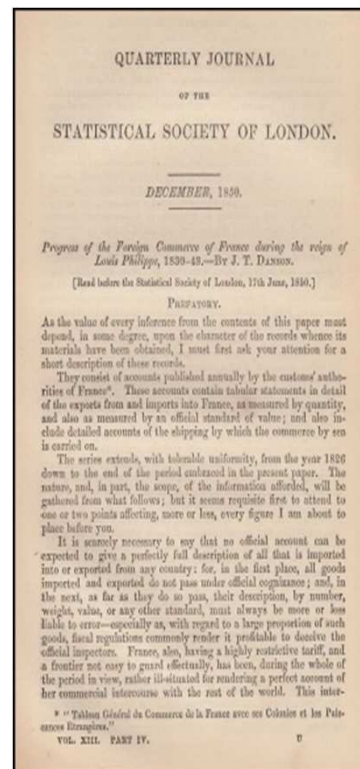 QUARTERLY JOURNAL
OF THE
STATISTICAL SOCIETY OF LONDON.
DECEMBER, 1850.
Progress of the Foreign Commerce of France during the reign of
Louis Philippe, 1830-48.—By J. T. DANSON.
[Read before the Statistical Society of London, 17th June, 1850.]
PREFATORY.
As the value of every inference from the contents of this paper must
depend, in some degree, upon the character of the records whence its
materials have been obtained, I must first ask your attention for a
short description of these records.
They consist of accounts published annually by the customs' autho-
rities of France*. These accounts contain tabular statements in detail
of the exports from and imports into France, as measured by quantity,
and also as measured by an official standard of value; and also in-
clude detailed accounts of the shipping by which the commerce by sea
is carried on.
The series extends, with tolerable uniformity, from the year 1826
down to the end of the period embraced in the present paper. The
nature, and, in part, the scope, of the information afforded, will be
gathered from what follows; but it seems requisite first to attend to
one or two points affecting, more or less, every figure I am about to
place before you.
It is scarcely necessary to say that no official account can be
expected to give a perfectly full description of all that is imported
into or exported from any country; for, in the first place, all goods
imported and exported do not pass under official cognizance; and, in
the next, as far as they do so pass, their description, by number,
weight, value, or any other standard, must always be more or less
liable to error—especially as, with regard to a large proportion of such
goods, fiscal regulations commonly render it profitable to deceive the
official inspectors. France, also, having a highly restrictive tariff, and
a frontier not easy to guard effectually, has been, during the whole of
the period in view, rather ill-situated for rendering a perfect account of
her commercial intercourse with the rest of the world. This inter-
* "Tableau Général du Commerce de la France avec ses Colonies et les Puis-
sances Etrangères."
VOL. XIII. PART IV. U